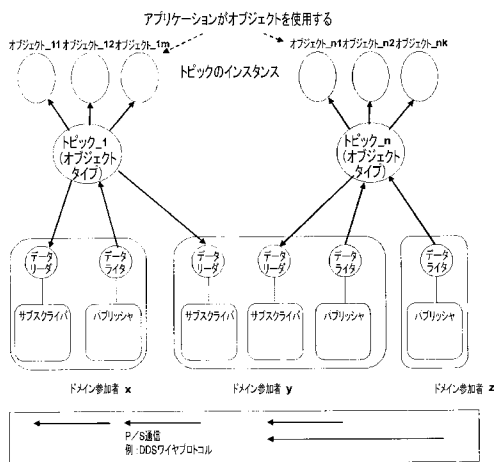 アプリケーションがオブジェクトを使用する
オブジェクト_11 オブジェクト_12 オブジェクト_1m
オブジェクト_n1 オブジェクト_n2 オブジェクト_nk
トピックのインスタンス
トピック_1
(オブジェクト
タイプ)
トピック_n
(オブジェクト
タイプ)
データ
リーダ
データ
ライタ
データ
リーダ
データ
リーダ
データ
ライタ
データ
ライタ
サブスクライバ
パブリッシャ
サブスクライバ
サブスクライバ
パブリッシャ
パブリッシャ
ドメイン参加者 x
ドメイン参加者 y
ドメイン参加者 z
P/S通信
例:DDSワイヤプロトコル